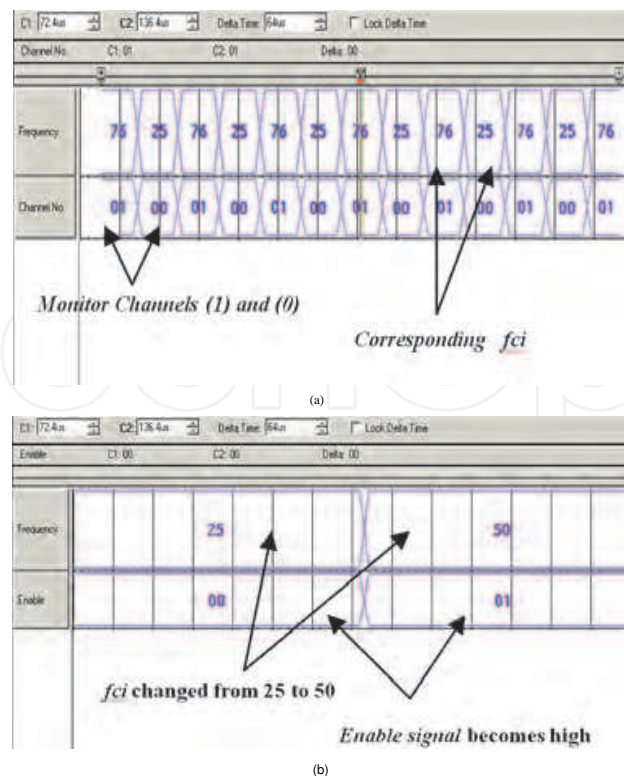 C1: 72.4us C2: 136.4us Delta Time: 64us Lock Delta Time
Channel No. C1: 01 C2: 01 Delta: 00
Frequency 76 25 76 25 76 25 76 25 76 25 76 25 76
Channel No 01 00 01 00 01 00 01 00 01 00 01 00 01
Monitor Channels (1) and (0)
Corresponding fci
(a)
C1: 72.4us C2: 136.4us Delta Time: 64us Lock Delta Time
Enable C1: 00 C2: 00 Delta: 00
Frequency 25 50
Enable 00 01
fci changed from 25 to 50
Enable signal becomes high
(b)